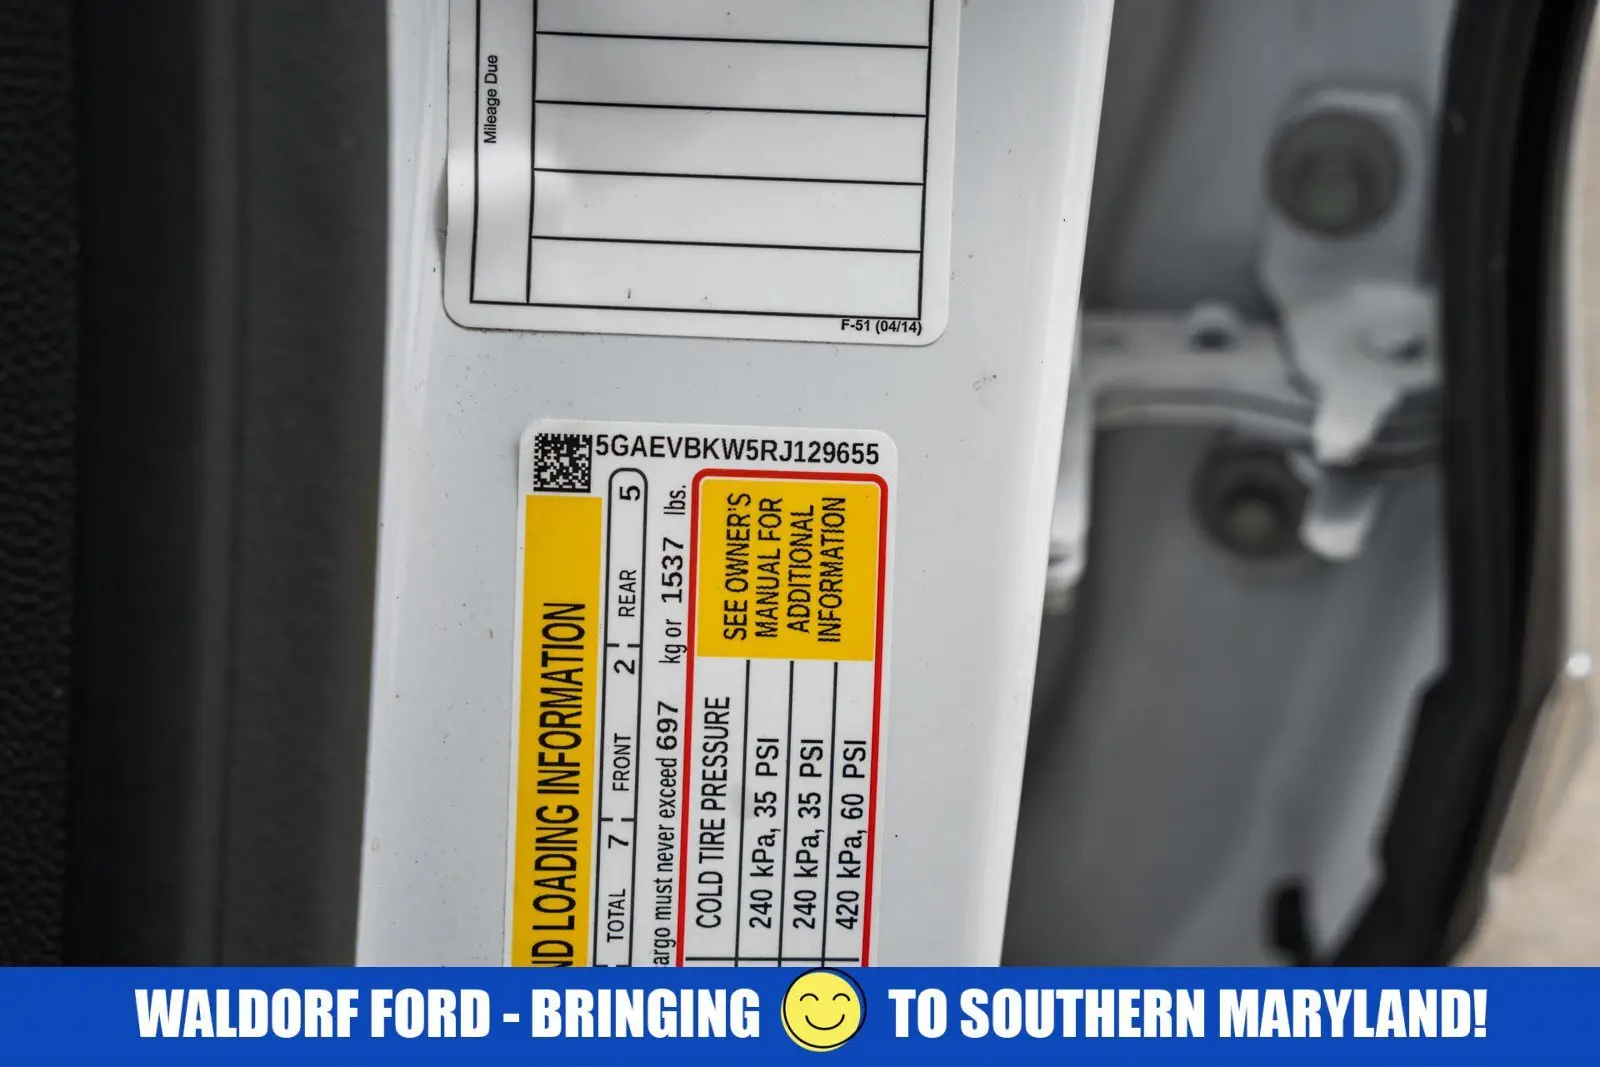 Mileage Due
F-51 (04/14)
5GAEVBKW5RJ129655
ND LOADING INFORMATION
TOTAL 7 FRONT 2 REAR 5
argo must never exceed 697 kg or 1537 lbs.
COLD TIRE PRESSURE
240 kPa, 35 PSI
240 kPa, 35 PSI
420 kPa, 60 PSI
SEE OWNER'S
MANUAL FOR
ADDITIONAL
INFORMATION
WALDORF FORD - BRINGING TO SOUTHERN MARYLAND!